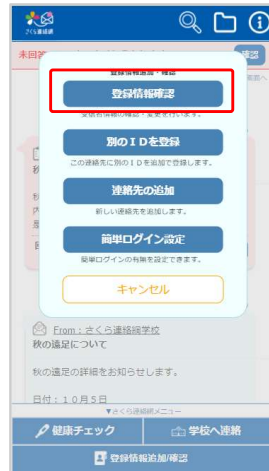 さくら連絡網
未回答
確認
登録情報追加・確認
登録情報確認
受信者情報の確認・変更を行います。
別のＩＤを登録
この連絡先に別のＩＤを追加で登録します。
連絡先の追加
新しい連絡先を追加します。
簡単ログイン設定
簡単ログインの有無を設定できます。
キャンセル
From：さくら連絡網学校
秋の遠足について
秋の遠足の詳細をお知らせします。
日付：１０月５日
▼さくら連絡網メニュー
健康チェック
学校へ連絡
登録情報追加/確認